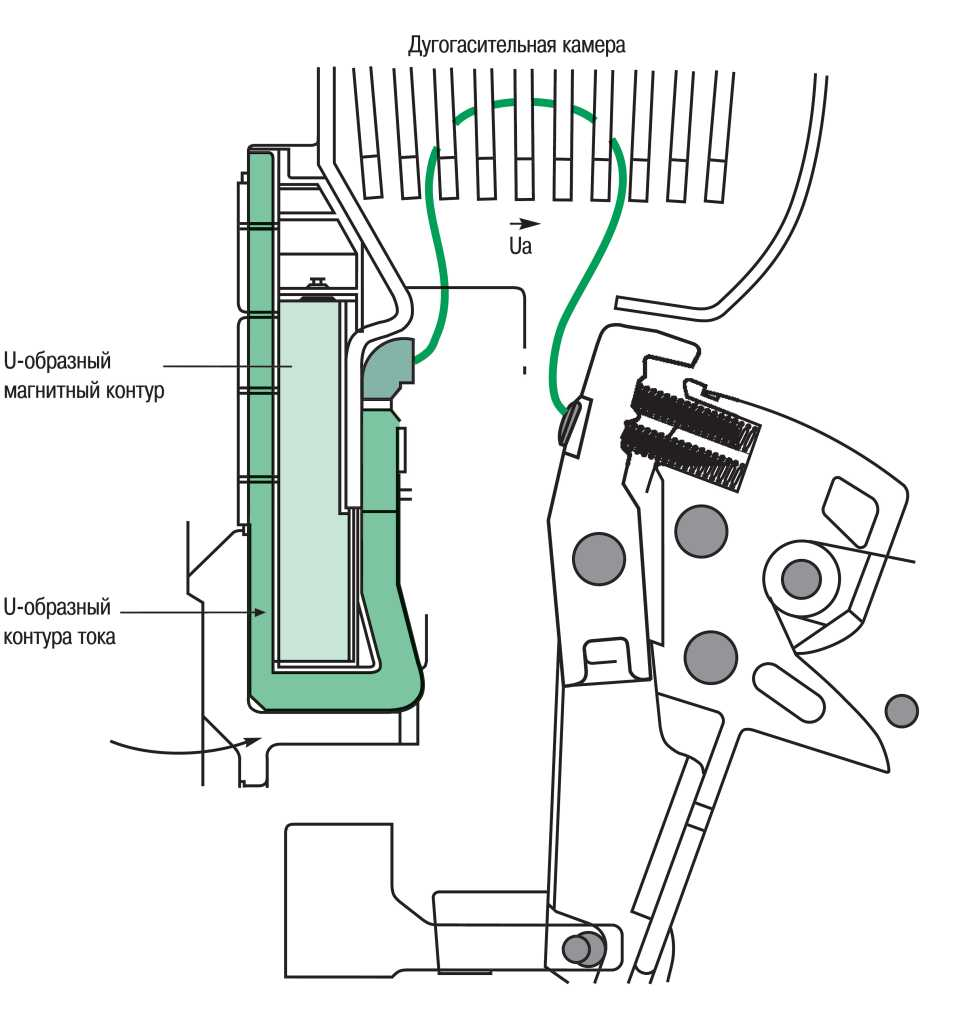 Дугогасительная камера
Ua
U-образный
магнитный контур
U-образный
контура тока